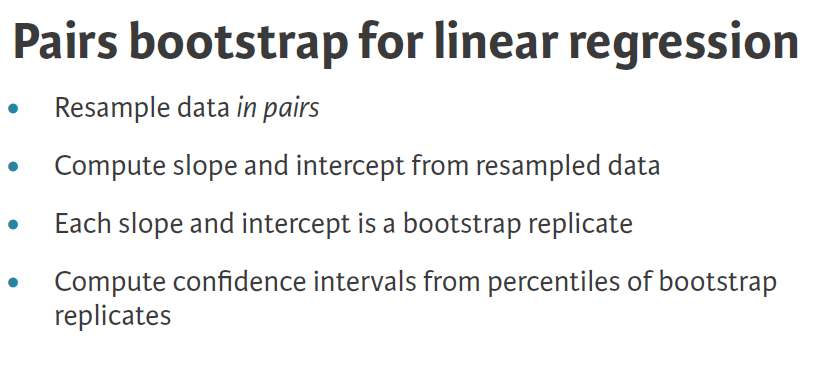 Pairs bootstrap for linear regression
• Resample data in pairs
• Compute slope and intercept from resampled data
• Each slope and intercept is a bootstrap replicate
• Compute confidence intervals from percentiles of bootstrap
replicates